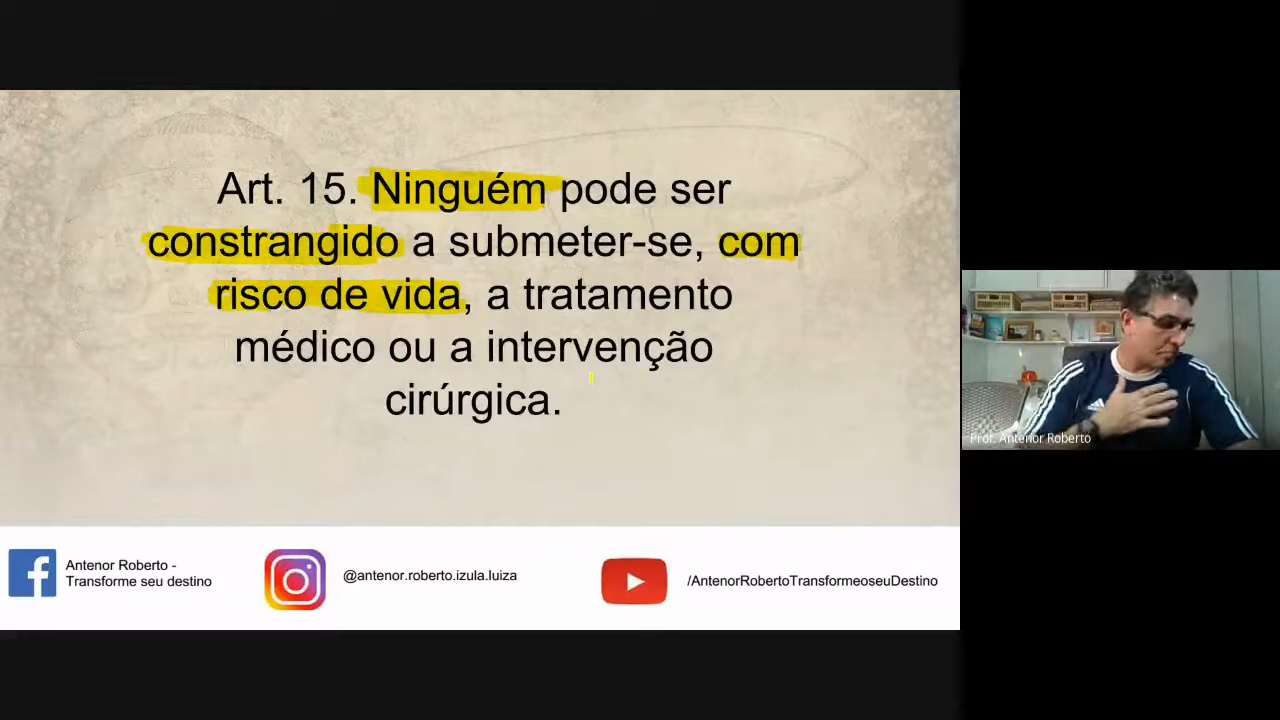 Art. 15. Ninguém pode ser
constrangido a submeter-se, com
risco de vida, a tratamento
médico ou a intervenção
cirúrgica.
Prof. Antenor Roberto
Antenor Roberto -
Transforme seu destino
@antenor.roberto.izula.luiza
/AntenorRobertoTransformeoseuDestino